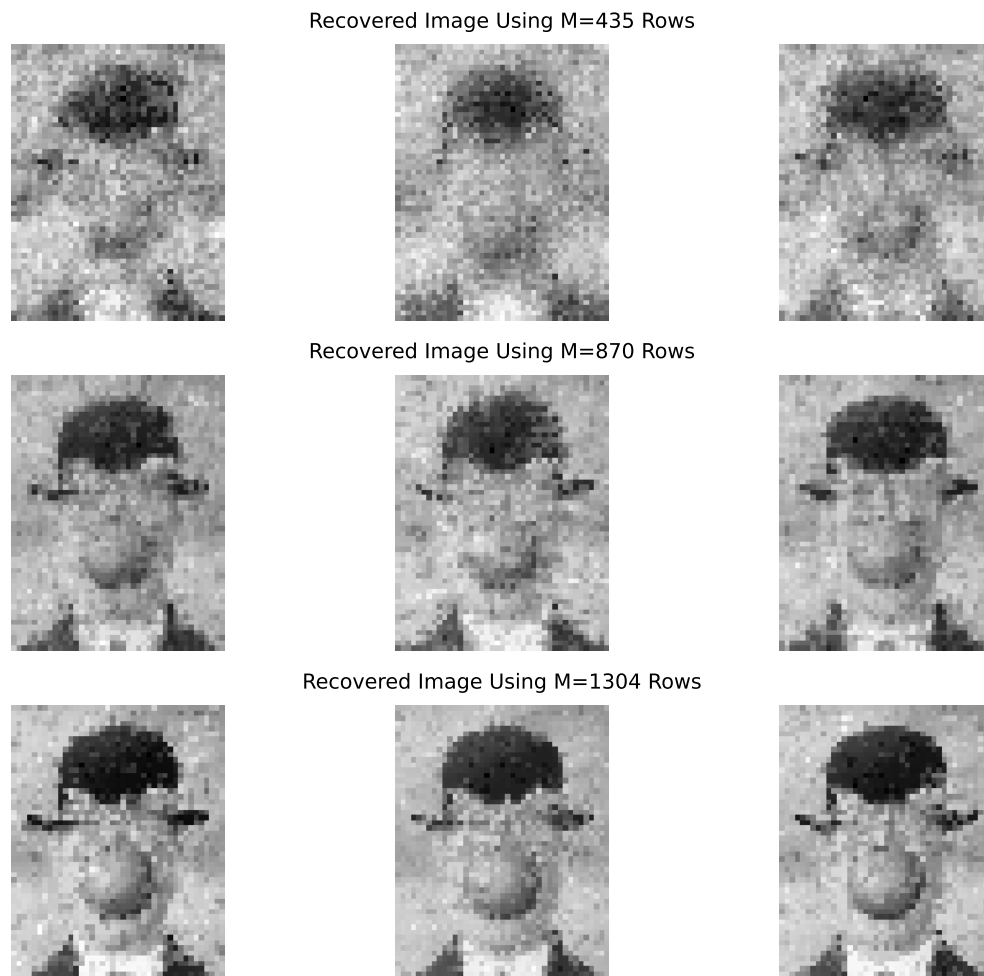 Recovered Image Using M=435 Rows
Recovered Image Using M=870 Rows
Recovered Image Using M=1304 Rows